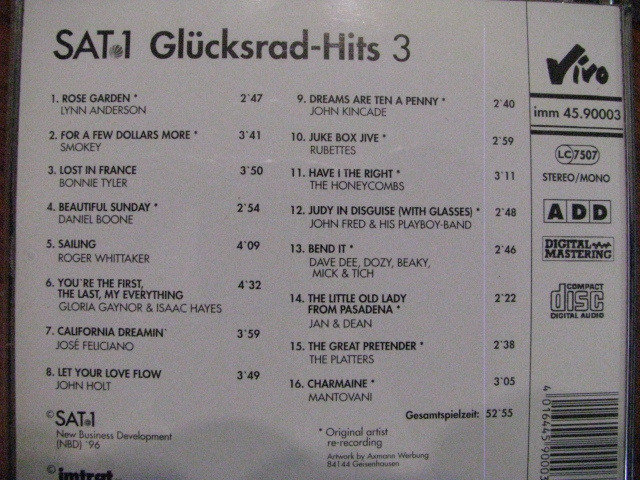 SAT.1 Glücksrad-Hits 3
1. ROSE GARDEN * 2'47
LYNN ANDERSON
2. FOR A FEW DOLLARS MORE * 3'41
SMOKEY
3. LOST IN FRANCE 3'50
BONNIE TYLER
4. BEAUTIFUL SUNDAY * 2'54
DANIEL BOONE
5. SAILING 4'09
ROGER WHITTAKER
6. YOU'RE THE FIRST,
THE LAST, MY EVERYTHING 4'32
GLORIA GAYNOR & ISAAC HAYES
7. CALIFORNIA DREAMIN' 3'59
JOSÉ FELICIANO
8. LET YOUR LOVE FLOW 3'49
JOHN HOLT
9. DREAMS ARE TEN A PENNY * 2'40
JOHN KINCADE
10. JUKE BOX JIVE * 2'59
RUBETTES
11. HAVE I THE RIGHT * 3'11
THE HONEYCOMBS
12. JUDY IN DISGUISE (WITH GLASSES) * 2'48
JOHN FRED & HIS PLAYBOY-BAND
13. BEND IT * 2'46
DAVE DEE, DOZY, BEAKY,
MICK & TICH
14. THE LITTLE OLD LADY 2'22
FROM PASADENA *
JAN & DEAN
15. THE GREAT PRETENDER * 2'38
THE PLATTERS
16. CHARMAINE * 3'05
MANTOVANI
Gesamtspielzeit: 52'55
© SAT.1
New Business Development
(NBD) '96
* Original artist
re-recording
Artwork by Axmann Werbung
84144 Geisenhausen
© imtrat
Vivo
imm 45.90003
LC 7507
STEREO/MONO
ADD
DIGITAL
MASTERING
COMPACT
disc
DIGITAL AUDIO
4 016445 90003